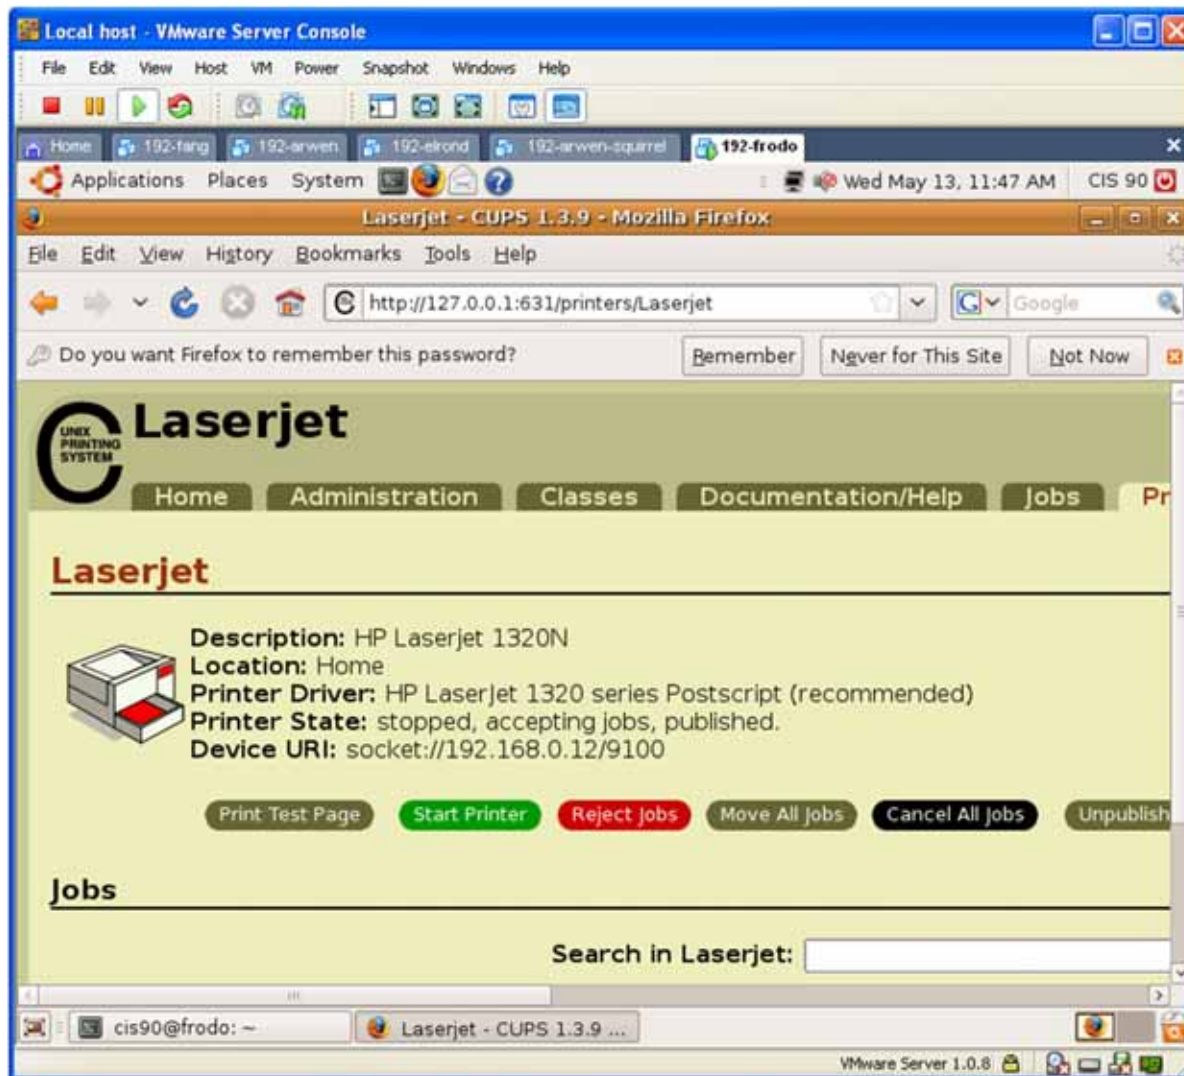 Local host - VMware Server Console
File Edit View Host VM Power Snapshot Windows Help
Home 192-fang 192-arwen 192-elrond 192-arwen-squirrel 192-frodo
Applications Places System Wed May 13, 11:47 AM CIS 90
Laserjet - CUPS 1.3.9 - Mozilla Firefox
File Edit View History Bookmarks Tools Help
http://127.0.0.1:631/printers/Laserjet Google
Do you want Firefox to remember this password? Remember Never for This Site Not Now
UNIX
PRINTING
SYSTEM
Laserjet
Home Administration Classes Documentation/Help Jobs Pr
Laserjet
Description: HP Laserjet 1320N
Location: Home
Printer Driver: HP LaserJet 1320 series Postscript (recommended)
Printer State: stopped, accepting jobs, published.
Device URI: socket://192.168.0.12/9100
Print Test Page Start Printer Reject Jobs Move All Jobs Cancel All Jobs Unpublish
Jobs
Search in Laserjet:
cis90@frodo: ~ Laserjet - CUPS 1.3.9 ...
VMware Server 1.0.8